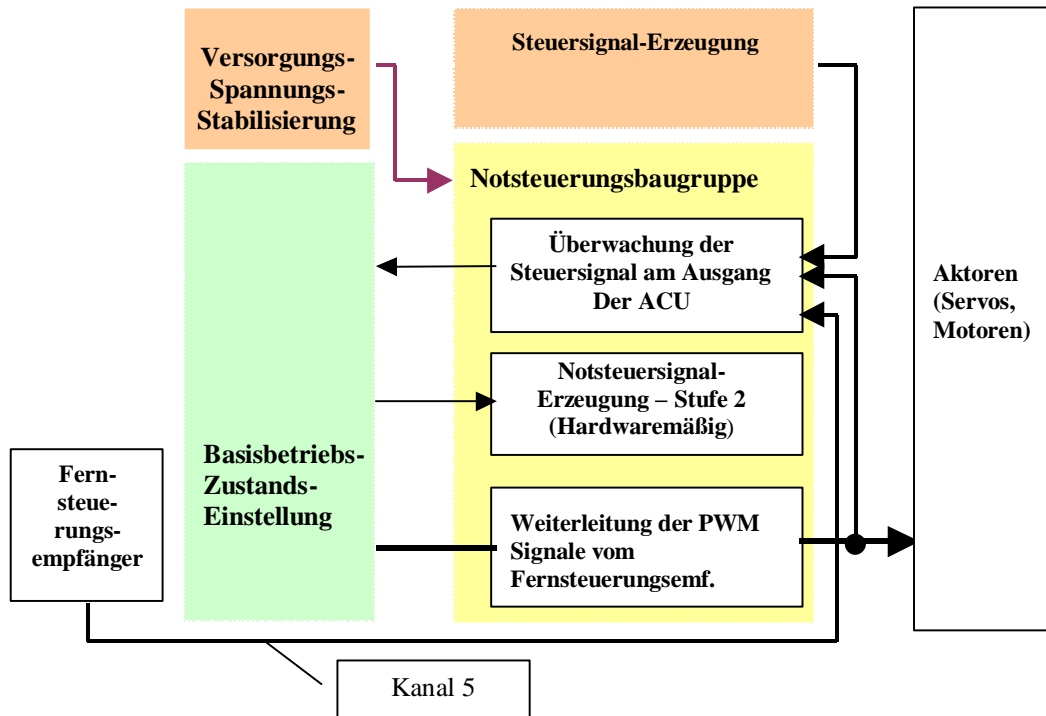 Versorgungs-
Spannungs-
Stabilisierung
Steuersignal-Erzeugung
Notsteuerungsbaugruppe
Überwachung der
Steuersignal am Ausgang
Der ACU
Notsteuersignal-
Erzeugung – Stufe 2
(Hardwaremäßig)
Weiterleitung der PWM
Signale vom
Fernsteuerungsemf.
Basisbetriebs-
Zustands-
Einstellung
Fern-
steue-
rungs-
empfänger
Aktoren
(Servos,
Motoren)
Kanal 5